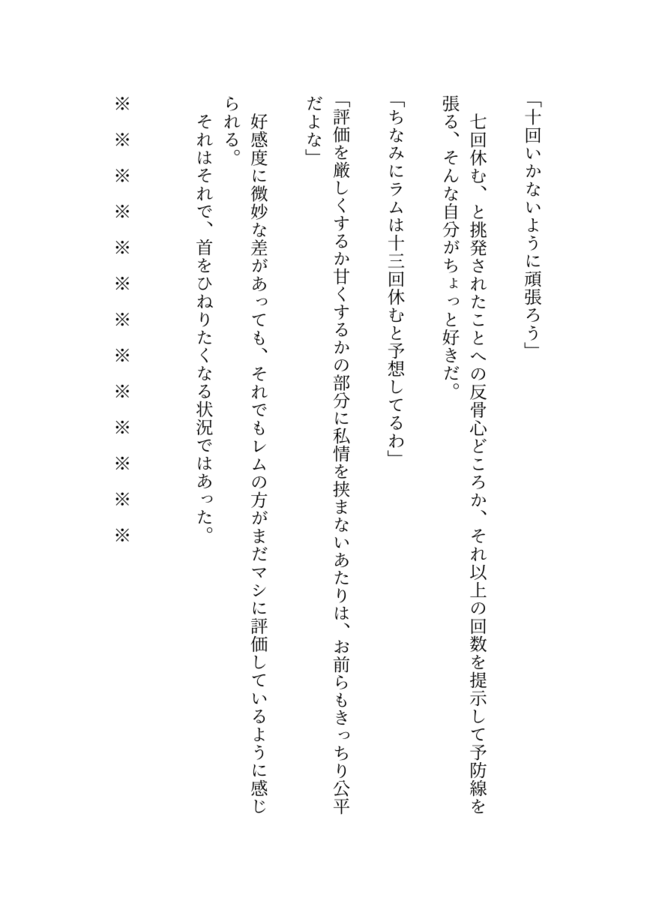 「十回いかないように頑張ろう」
　七回休む、と挑発されたことへの反骨心どころか、それ以上の回数を提示して予防線を
張る、そんな自分がちょっと好きだ。
「ちなみにラムは十三回休むと予想してるわ」
「評価を厳しくするか甘くするかの部分に私情を挟まないあたりは、お前らもきっちり公平
だよな」
　好感度に微妙な差があっても、それでもレムの方がまだマシに評価しているように感じ
られる。
　それはそれで、首をひねりたくなる状況ではあった。
※　※　※　※　※　※　※　※　※　※　※　※　※